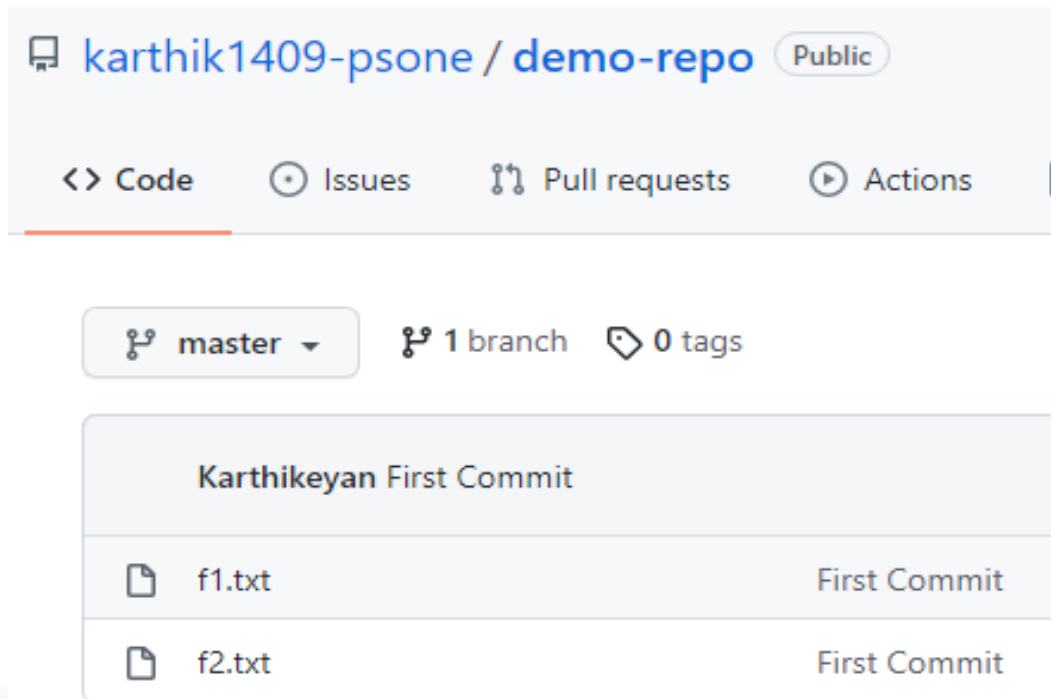 karthik1409-psone / demo-repo Public
<> Code Issues Pull requests Actions
master 1 branch 0 tags
Karthikeyan First Commit
f1.txt First Commit
f2.txt First Commit